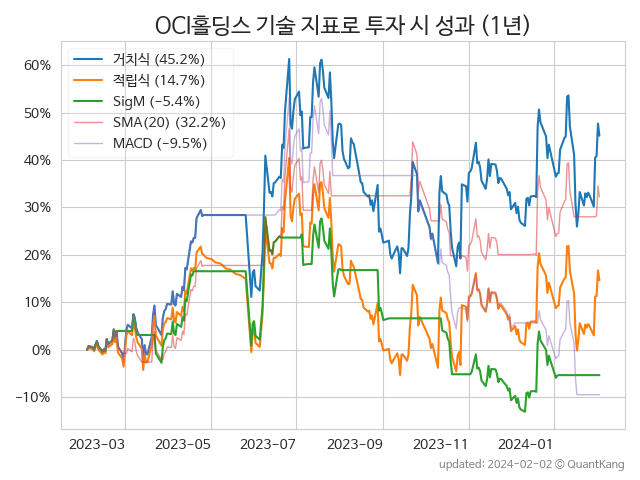 OCI홀딩스 기술 지표로 투자 시 성과 (1년)
거치식 (45.2%)
적립식 (14.7%)
SigM (−5.4%)
SMA(20) (32.2%)
MACD (−9.5%)
60%
50%
40%
30%
20%
10%
0%
−10%
2023-03 2023-05 2023-07 2023-09 2023-11 2024-01
updated: 2024-02-02 © QuantKang